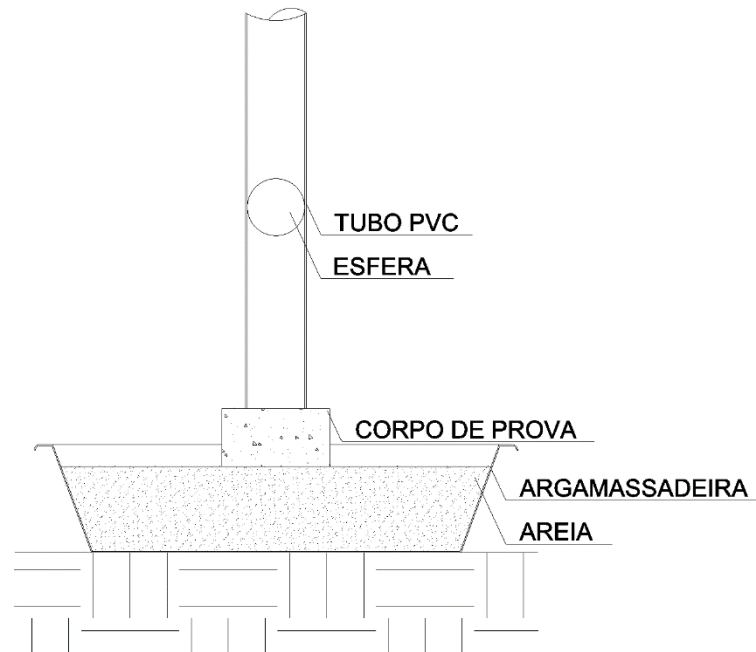 TUBO PVC
ESFERA
CORPO DE PROVA
ARGAMASSADEIRA
AREIA